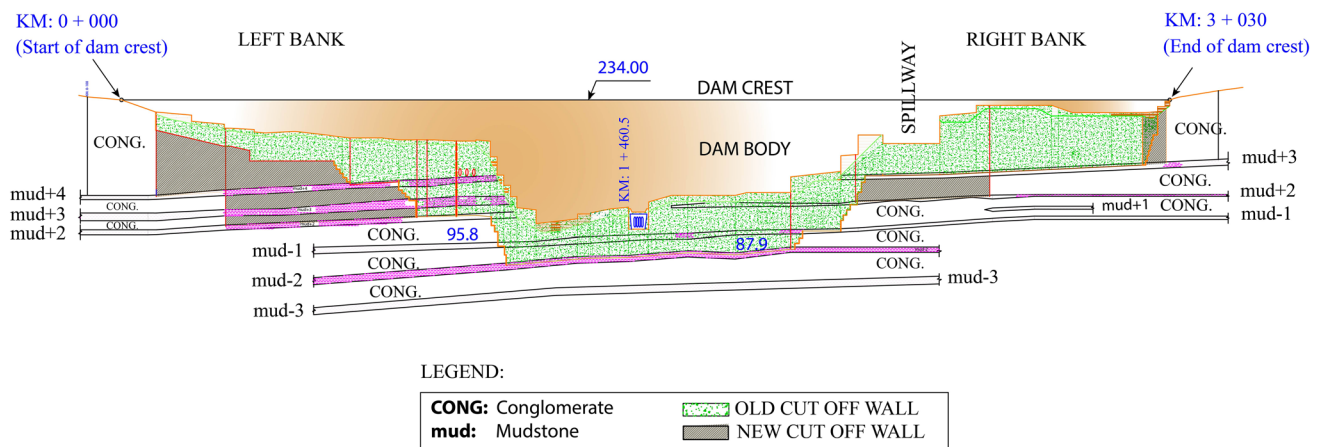 KM: 0 + 000
(Start of dam crest)
LEFT BANK
234.00
DAM CREST
SPILLWAY
RIGHT BANK
KM: 3 + 030
(End of dam crest)
CONG.
KM: 1 + 460.5
DAM BODY
CONG.
mud+3
CONG.
mud+4
CONG.
mud+3
CONG.
mud+2
mud+2
CONG.
mud+1
CONG.
mud-1
CONG.
95.8
87.9
CONG.
mud-1
CONG.
CONG.
mud-2
CONG.
mud-3
mud-3
LEGEND:
CONG: Conglomerate
OLD CUT OFF WALL
mud: Mudstone
NEW CUT OFF WALL